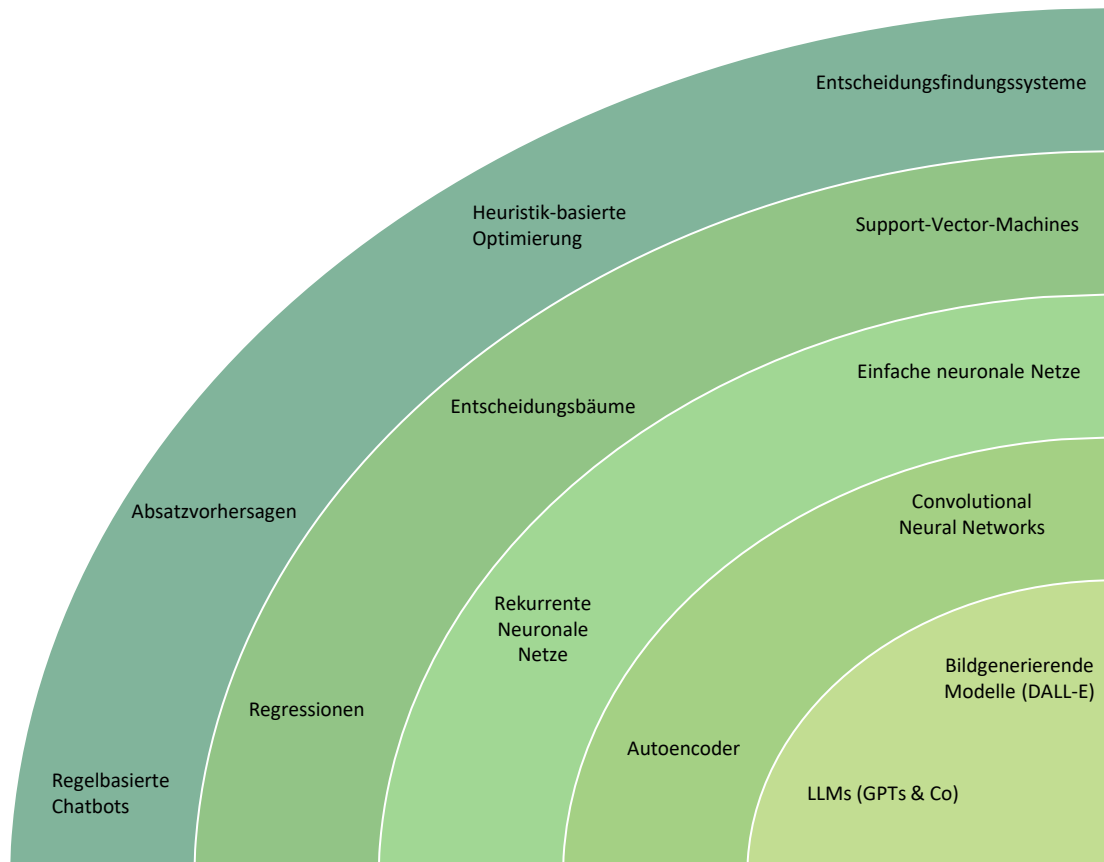 Entscheidungsfindungssysteme
Heuristik-basierte
Optimierung
Support-Vector-Machines
Einfache neuronale Netze
Entscheidungsbäume
Absatzvorhersagen
Convolutional
Neural Networks
Rekurrente
Neuronale
Netze
Bildgenerierende
Modelle (DALL-E)
Regressionen
Autoencoder
Regelbasierte
Chatbots
LLMs (GPTs & Co)